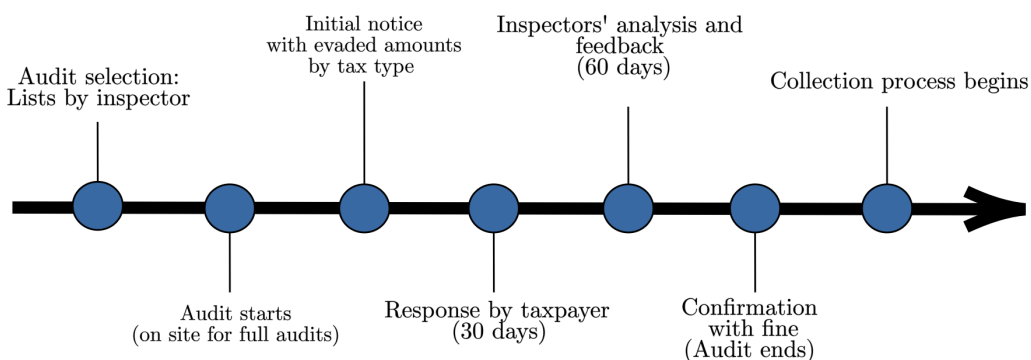 Audit selection:
Lists by inspector
Audit starts
(on site for full audits)
Initial notice
with evaded amounts
by tax type
Response by taxpayer
(30 days)
Inspectors' analysis and
feedback
(60 days)
Confirmation
with fine
(Audit ends)
Collection process begins